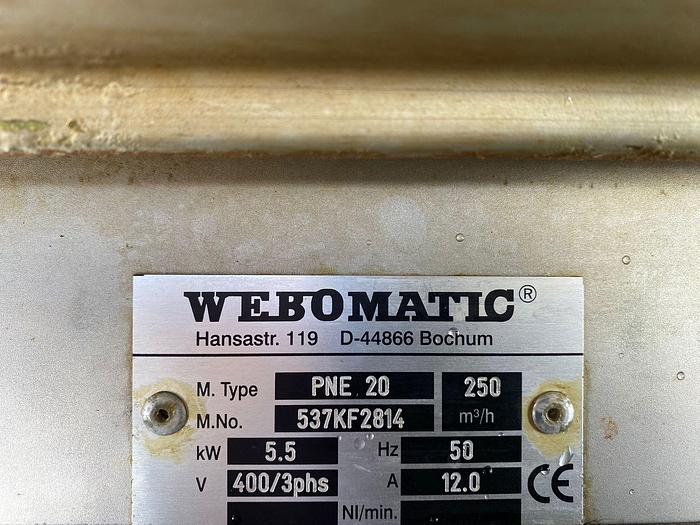 WEBOMATIC®
Hansastr. 119 D-44866 Bochum
M. Type PNE 20 250
M.No. 537KF2814 m³/h
kW 5.5 Hz 50
V 400/3phs A 12.0 CE
Nl/min.